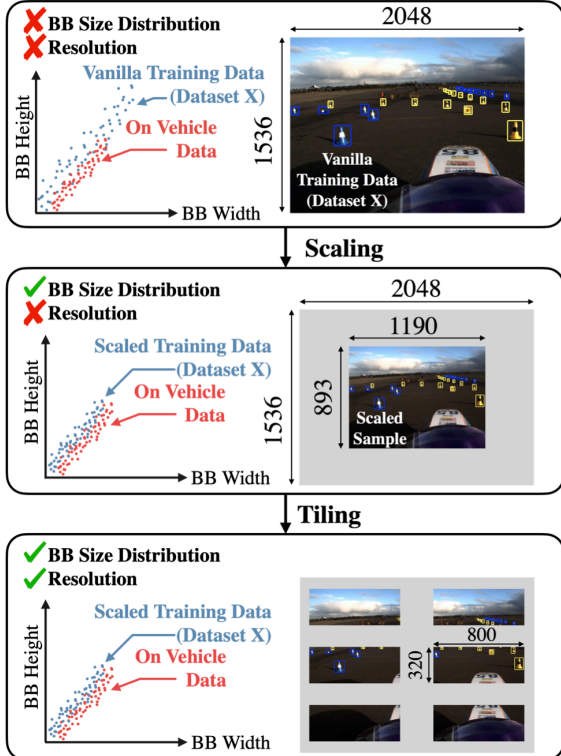 BB Size Distribution
Resolution
Vanilla Training Data
(Dataset X)
On Vehicle
Data
BB Height
BB Width
2048
1536
Vanilla
Training Data
(Dataset X)
Scaling
BB Size Distribution
Resolution
Scaled Training Data
(Dataset X)
On Vehicle
Data
BB Height
BB Width
2048
1536
1190
893
Scaled
Sample
Tiling
BB Size Distribution
Resolution
Scaled Training Data
(Dataset X)
On Vehicle
Data
BB Height
BB Width
800
320